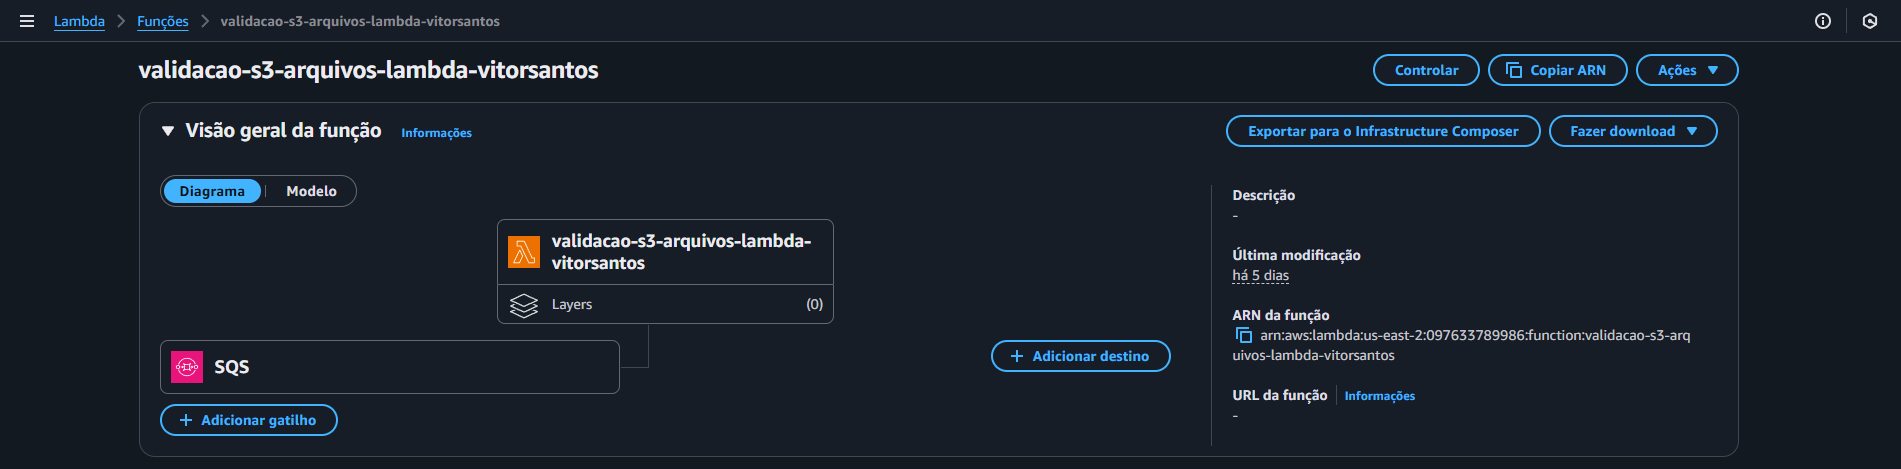 Lambda > Funções > validacao-s3-arquivos-lambda-vitorsantos
validacao-s3-arquivos-lambda-vitorsantos
Controlar
Copiar ARN
Ações
Visão geral da função
Informações
Exportar para o Infrastructure Composer
Fazer download
Diagrama
Modelo
validacao-s3-arquivos-lambda-
vitorsantos
Layers
(0)
SQS
+ Adicionar gatilho
+ Adicionar destino
Descrição
-
Última modificação
há 5 dias
ARN da função
arn:aws:lambda:us-east-2:097633789986:function:validacao-s3-arq
uivos-lambda-vitorsantos
URL da função
Informações
-